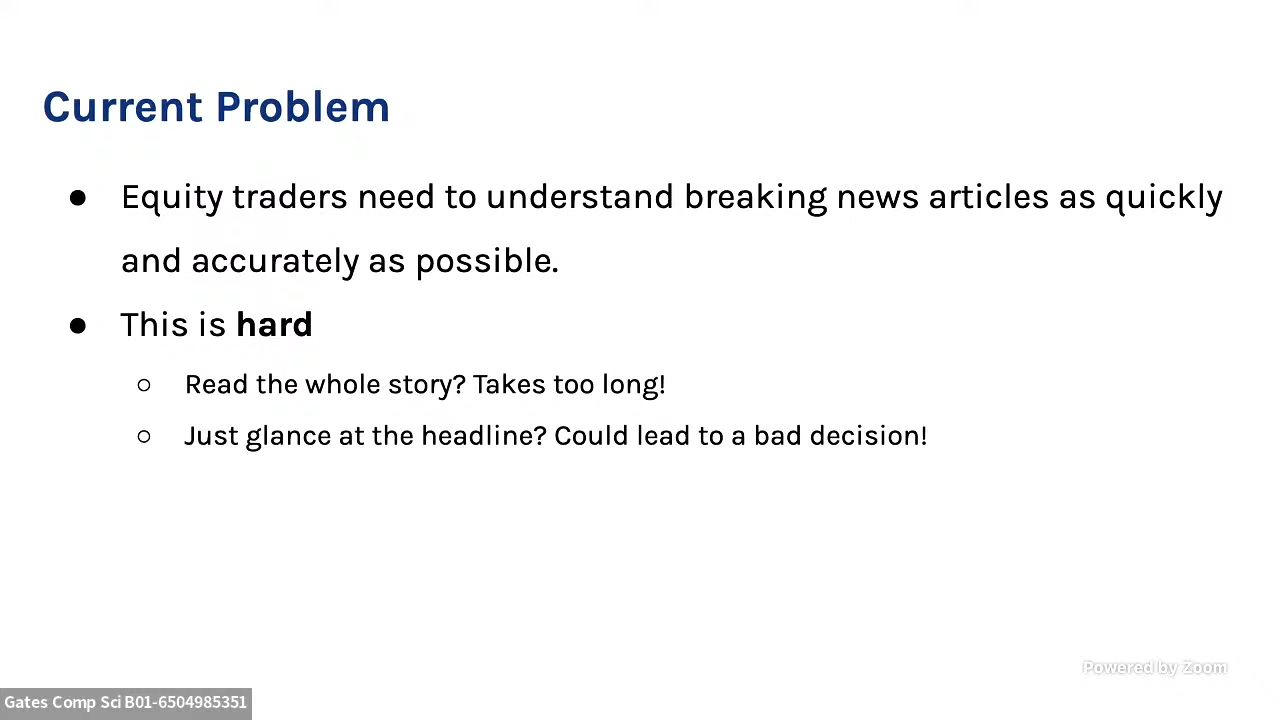 Current Problem
● Equity traders need to understand breaking news articles as quickly
and accurately as possible.
● This is hard
○ Read the whole story? Takes too long!
○ Just glance at the headline? Could lead to a bad decision!
Powered by Zoom
Gates Comp Sci B01-6504985351